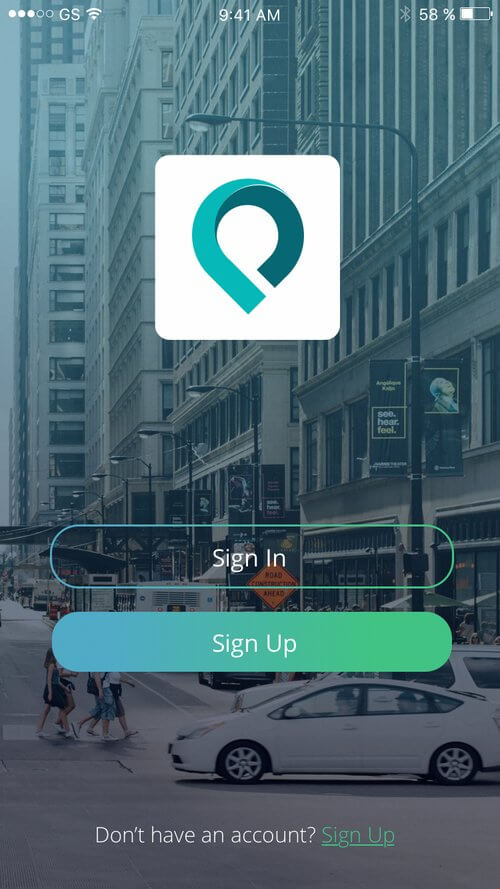 GS 9:41 AM 58 %
Angélique
Kidjo
see.
hear.
feel.
see.
hear.
feel.
Sign In
ROAD
CONSTRUCTION
AHEAD
Sign Up
Don't have an account? Sign Up